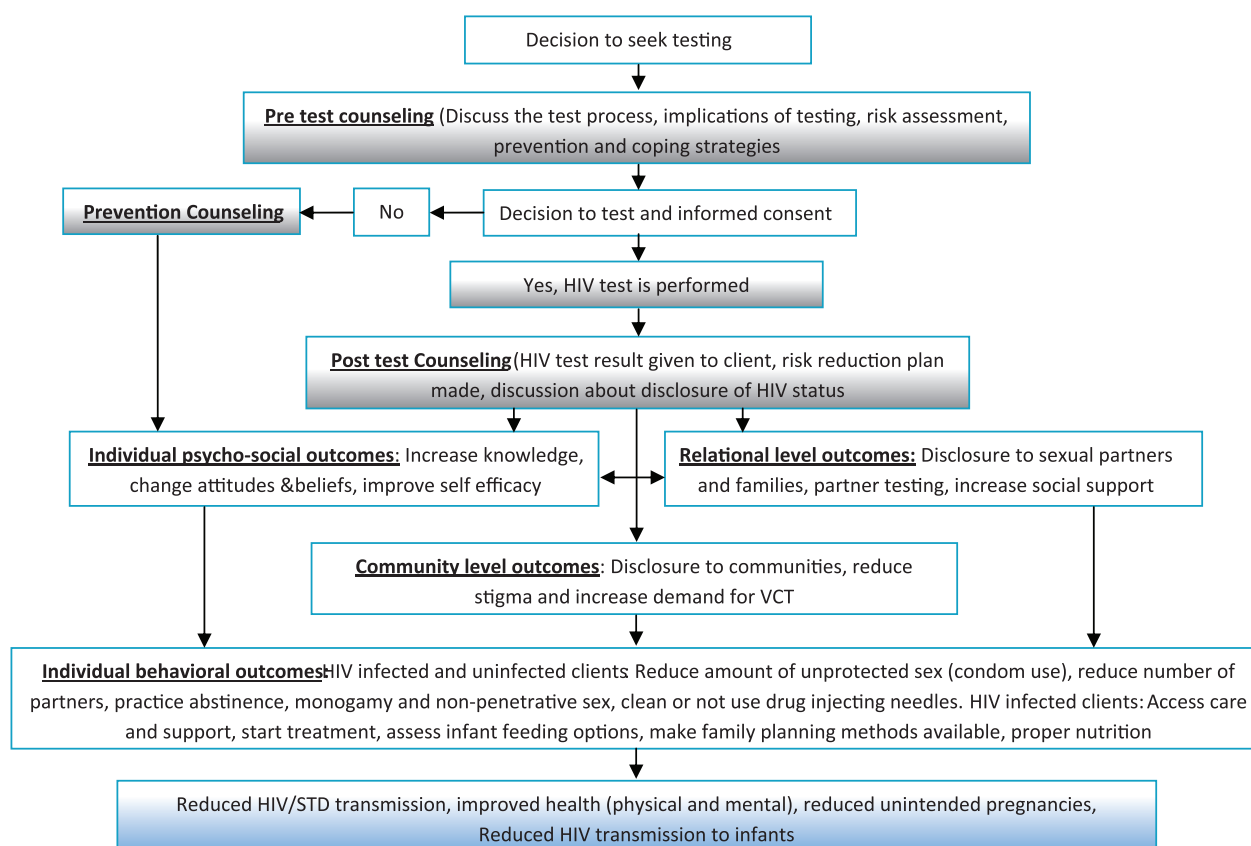 Decision to seek testing
Pre test counseling (Discuss the test process, implications of testing, risk assessment,
prevention and coping strategies
Prevention Counseling
No
Decision to test and informed consent
Yes, HIV test is performed
Post test Counseling (HIV test result given to client, risk reduction plan
made, discussion about disclosure of HIV status
Individual psycho-social outcomes: Increase knowledge,
change attitudes &beliefs, improve self efficacy
Relational level outcomes: Disclosure to sexual partners
and families, partner testing, increase social support
Community level outcomes: Disclosure to communities, reduce
stigma and increase demand for VCT
Individual behavioral outcomes: HIV infected and uninfected clients: Reduce amount of unprotected sex (condom use), reduce number of
partners, practice abstinence, monogamy and non-penetrative sex, clean or not use drug injecting needles. HIV infected clients: Access care
and support, start treatment, assess infant feeding options, make family planning methods available, proper nutrition
Reduced HIV/STD transmission, improved health (physical and mental), reduced unintended pregnancies,
Reduced HIV transmission to infants